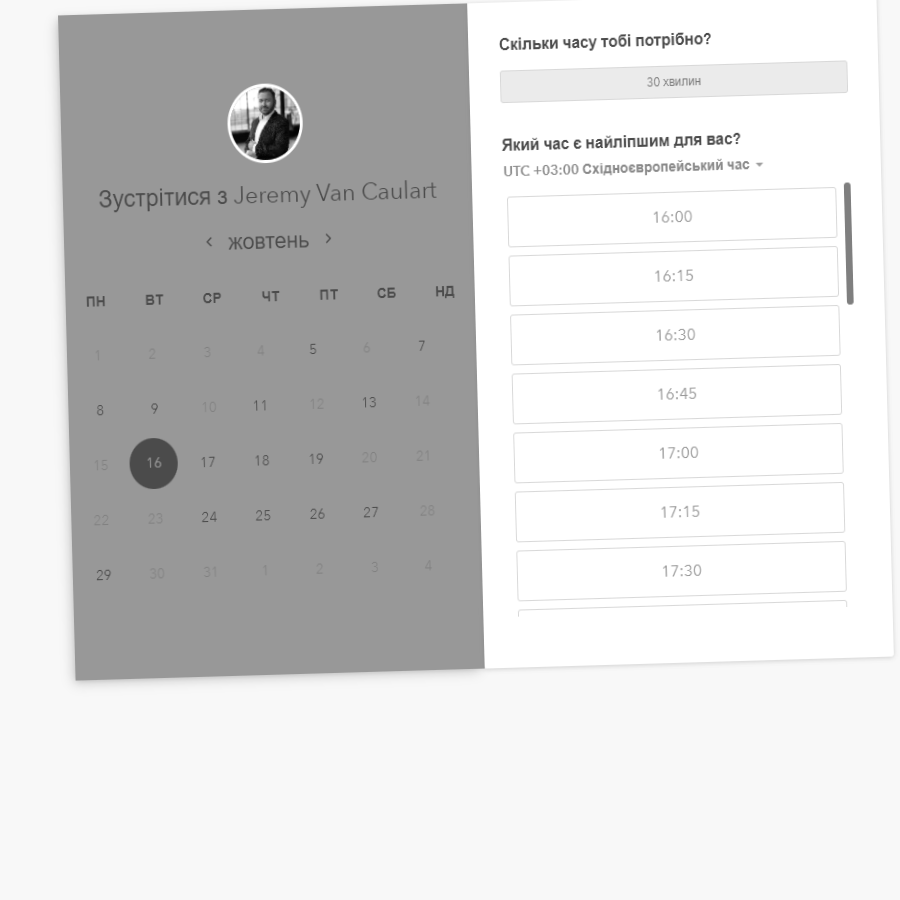 Зустрітися з Jeremy Van Caulart
‹ жовтень ›
ПН ВТ СР ЧТ ПТ СБ НД
1 2 3 4 5 6 7
8 9 10 11 12 13 14
15 16 17 18 19 20 21
22 23 24 25 26 27 28
29 30 31 1 2 3 4
Скільки часу тобі потрібно?
30 хвилин
Який час є найліпшим для вас?
UTC +03:00 Східноєвропейський час
16:00
16:15
16:30
16:45
17:00
17:15
17:30